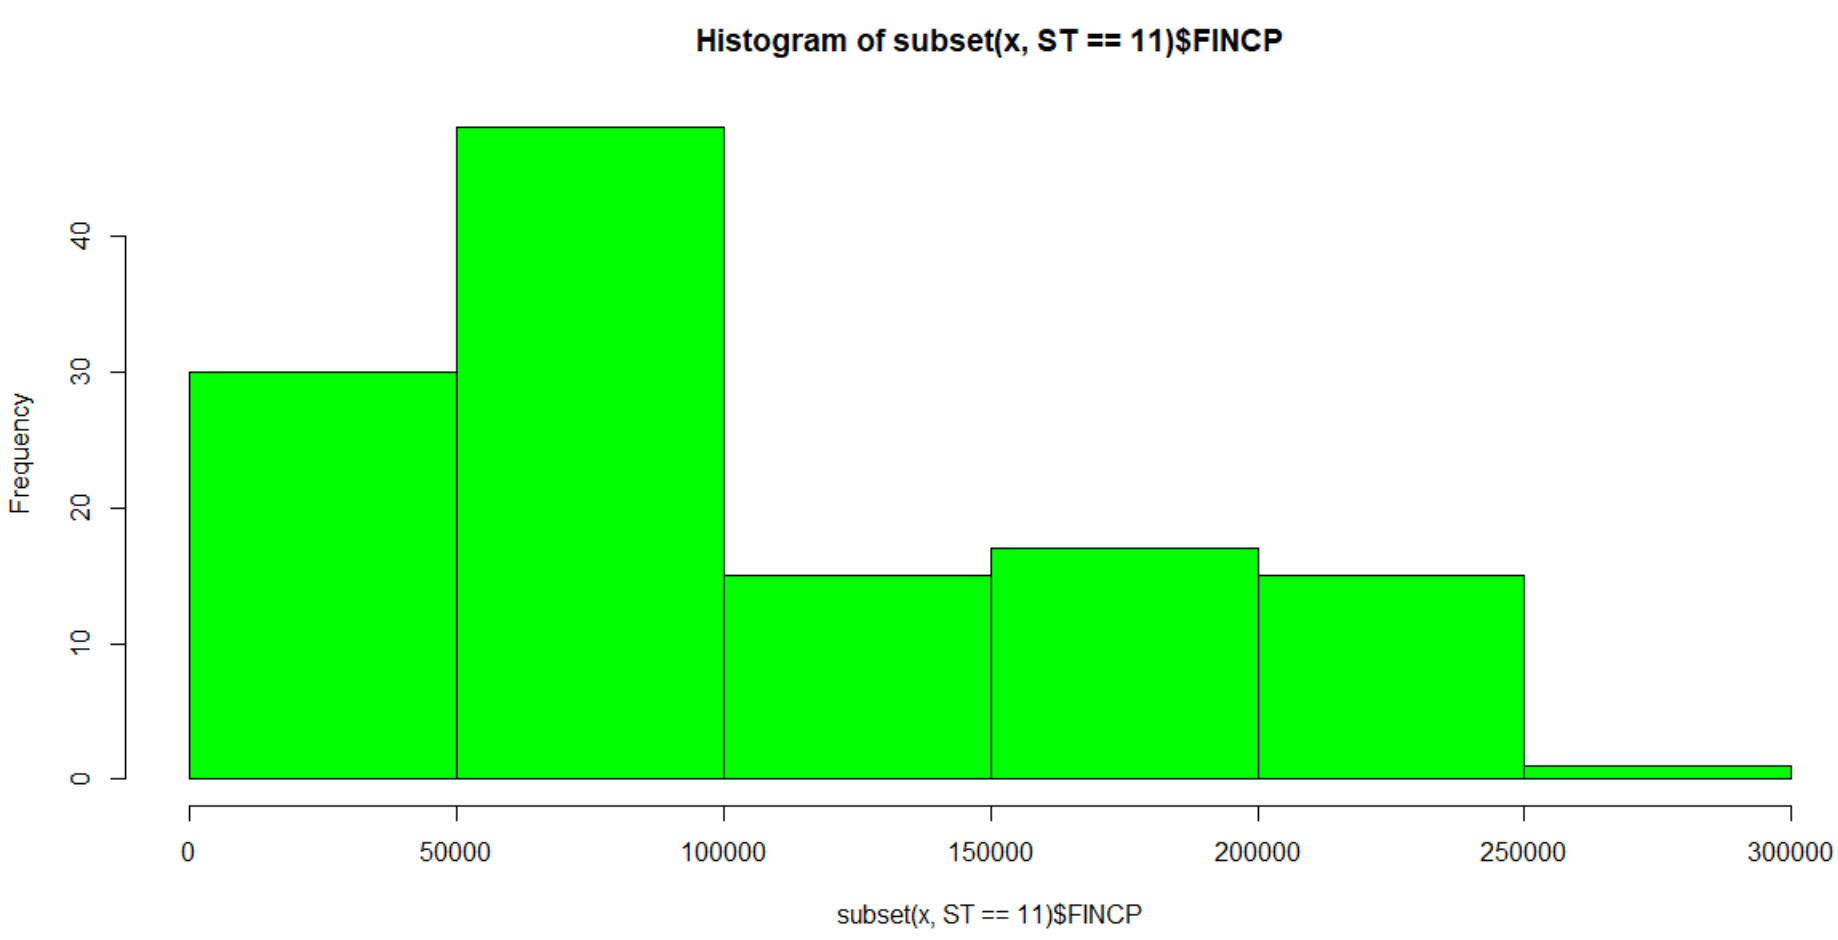 Histogram of subset(x, ST == 11)$FINCP
Frequency
40
30
20
10
0
0 50000 100000 150000 200000 250000 300000
subset(x, ST == 11)$FINCP